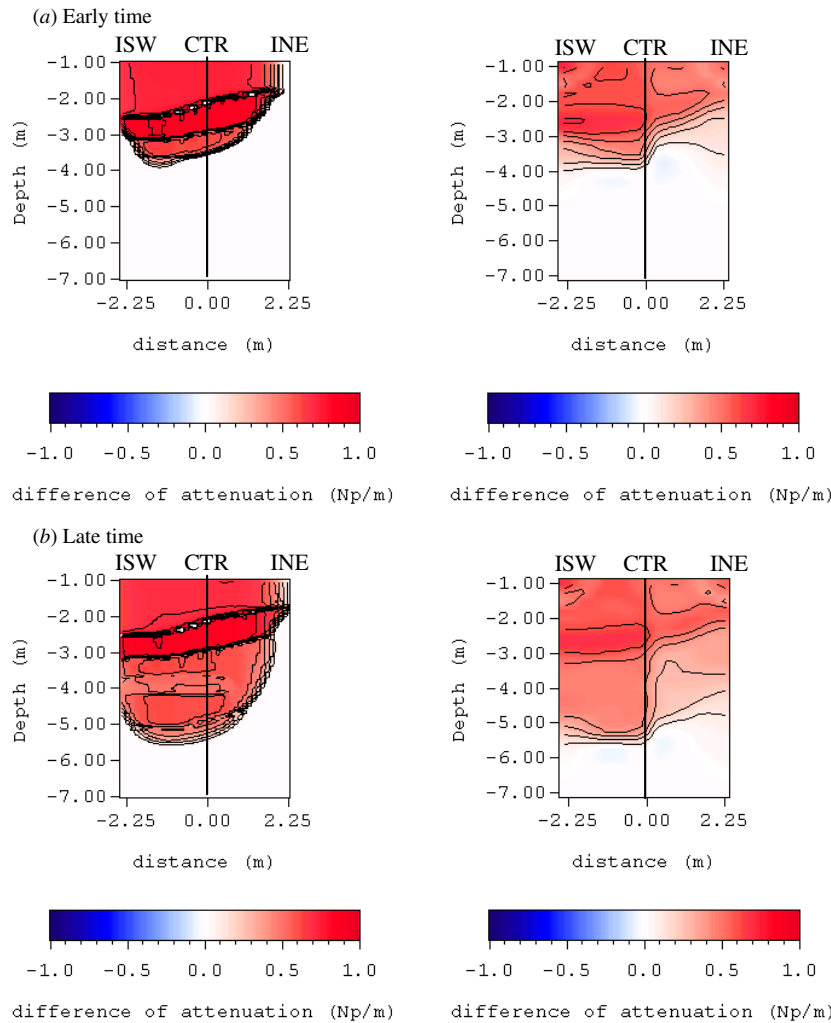 (a) Early time
ISW CTR INE
-1.00
-2.00
-3.00
-4.00
-5.00
-6.00
-7.00
Depth (m)
-2.25 0.00 2.25
distance (m)
-1.0 -0.5 0.0 0.5 1.0
difference of attenuation (Np/m)
ISW CTR INE
-1.00
-2.00
-3.00
-4.00
-5.00
-6.00
-7.00
Depth (m)
-2.25 0.00 2.25
distance (m)
-1.0 -0.5 0.0 0.5 1.0
difference of attenuation (Np/m)
(b) Late time
ISW CTR INE
-1.00
-2.00
-3.00
-4.00
-5.00
-6.00
-7.00
Depth (m)
-2.25 0.00 2.25
distance (m)
-1.0 -0.5 0.0 0.5 1.0
difference of attenuation (Np/m)
ISW CTR INE
-1.00
-2.00
-3.00
-4.00
-5.00
-6.00
-7.00
Depth (m)
-2.25 0.00 2.25
distance (m)
-1.0 -0.5 0.0 0.5 1.0
difference of attenuation (Np/m)